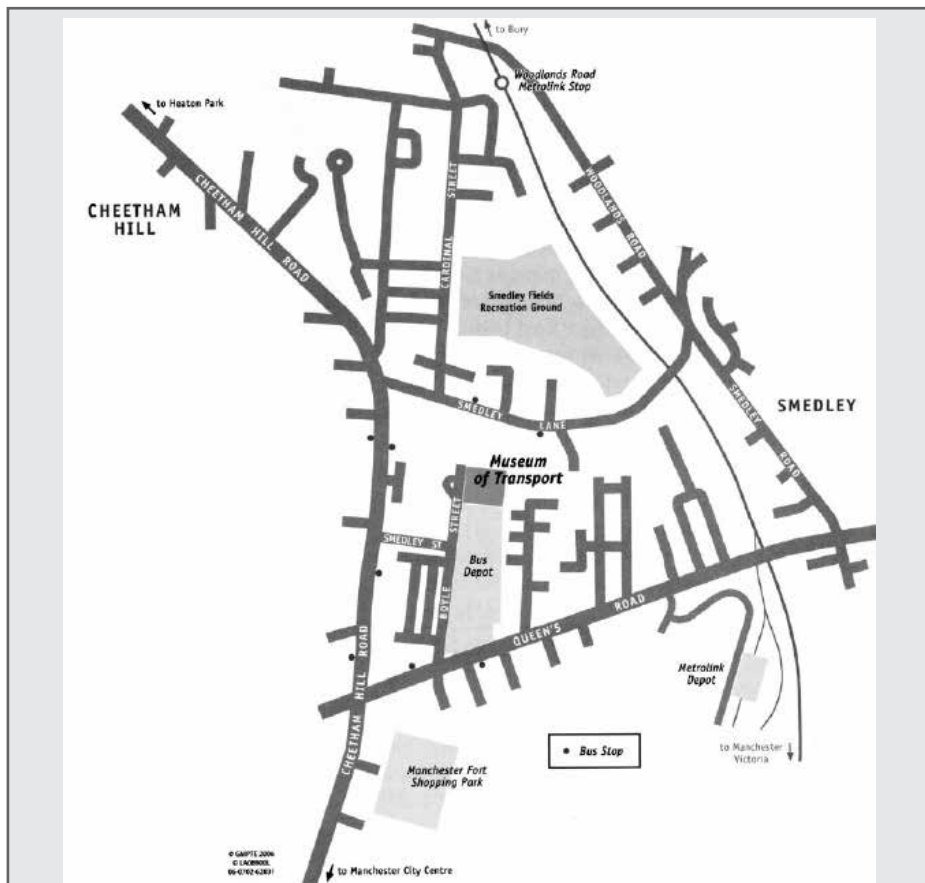 to Bury
Woodlands Road
Metrolink Stop
to Heaton Park
CHEETHAM HILL ROAD
CHEETHAM
HILL
CARDINAL STREET
WOODLANDS ROAD
Smedley Fields
Recreation Ground
SMEDLEY LANE
SMEDLEY ROAD
SMEDLEY
Museum
of Transport
SMEDLEY ST
BOYLE STREET
Bus
Depot
QUEEN'S ROAD
CHEETHAM HILL ROAD
Metrolink
Depot
Bus Stop
to Manchester
Victoria
Manchester Fort
Shopping Park
© GMPTE 2006
to Manchester City Centre